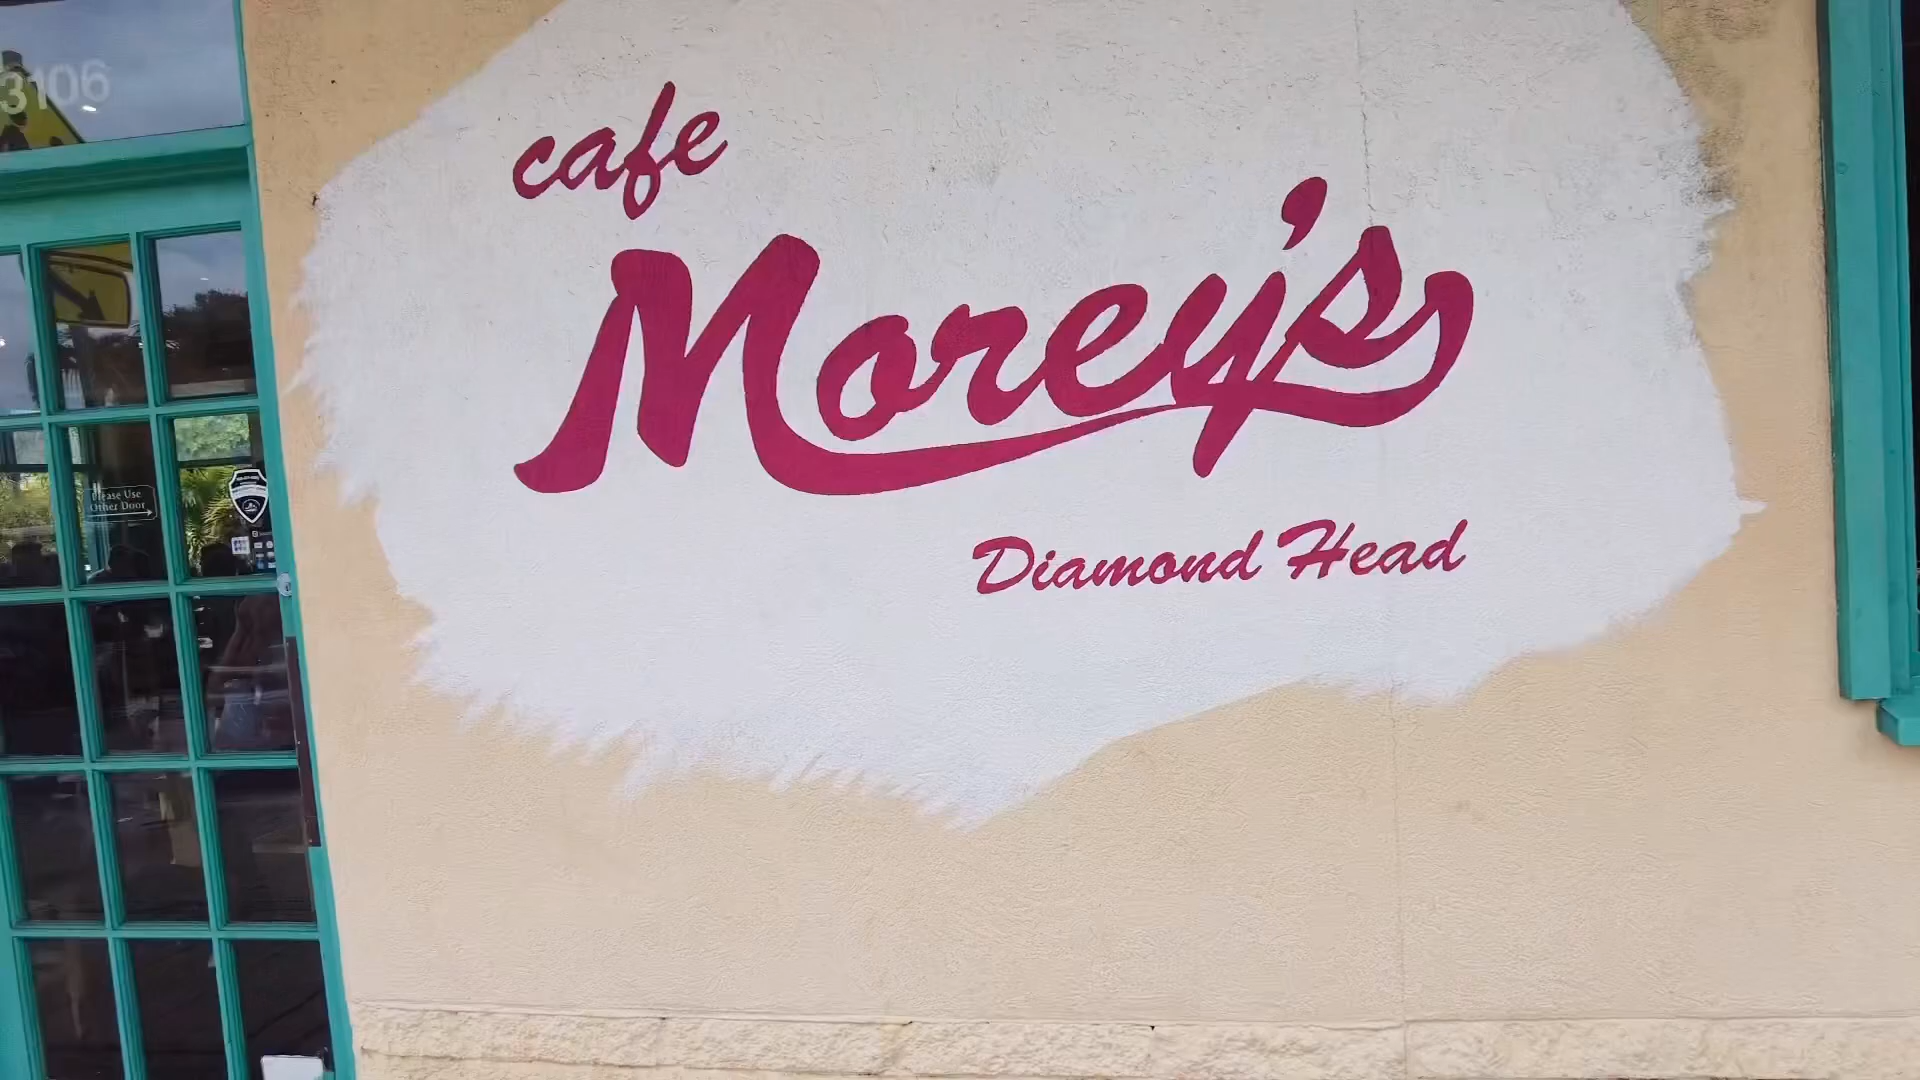 3106
cafe
Morey's
Diamond Head
Please Use
Other Door